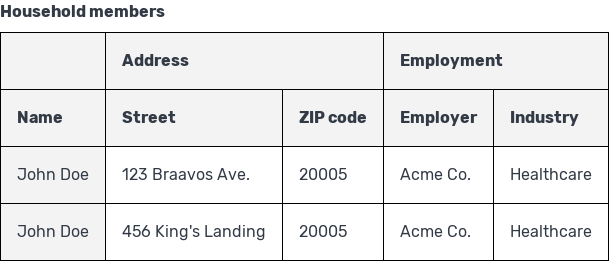 Household members
Address Employment
Name Street ZIP code Employer Industry
John Doe 123 Braavos Ave. 20005 Acme Co. Healthcare
John Doe 456 King's Landing 20005 Acme Co. Healthcare